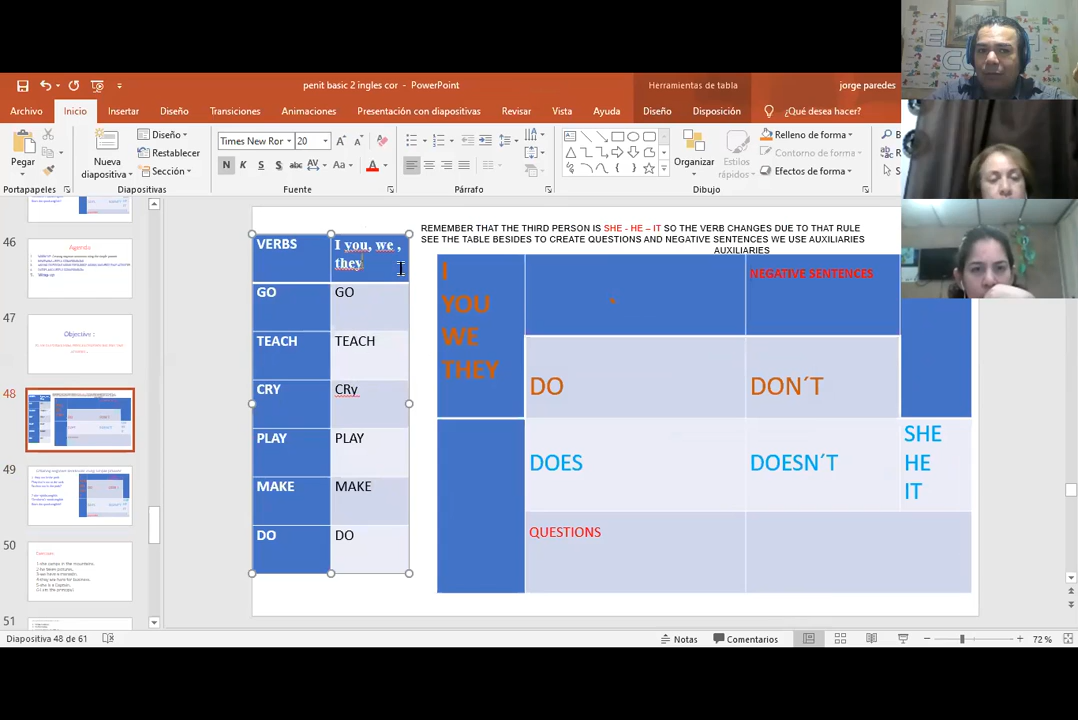 penit basic 2 ingles cor - PowerPoint
Herramientas de tabla
jorge paredes
Archivo Inicio Insertar Diseño Transiciones Animaciones Presentación con diapositivas Revisar Vista Ayuda Diseño Disposición ¿Qué desea hacer?
Pegar
Nueva
diapositiva
Diseño
Restablecer
Sección
Times New Ror 20
N K S S abc AV Aa A
Organizar
Estilos
rápidos
Relleno de forma
Contorno de forma
Efectos de forma
Portapapeles Diapositivas Fuente Párrafo Dibujo
46
Agenda
47
Objective :
48
49
50
51
REMEMBER THAT THE THIRD PERSON IS SHE - HE – IT SO THE VERB CHANGES DUE TO THAT RULE
SEE THE TABLE BESIDES TO CREATE QUESTIONS AND NEGATIVE SENTENCES WE USE AUXILIARIES
AUXILIARIES
VERBS I you, we ,
they
GO GO
TEACH TEACH
CRY CRy
PLAY PLAY
MAKE MAKE
DO DO
I
YOU
WE
THEY
NEGATIVE SENTENCES
DO DON´T
DOES DOESN´T
SHE
HE
IT
QUESTIONS
Diapositiva 48 de 61
Notas
Comentarios
72 %